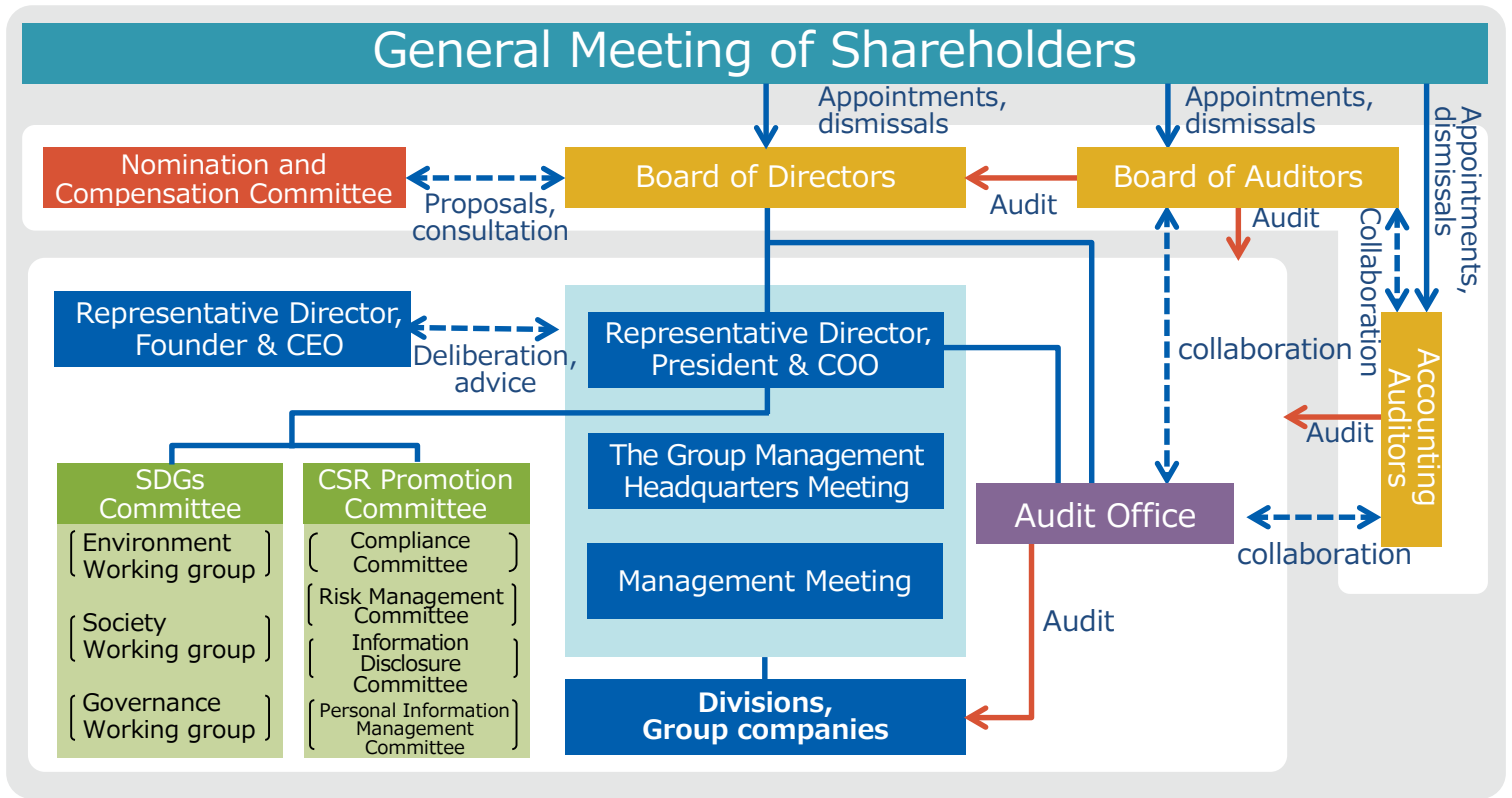 General Meeting of Shareholders
Appointments,
dismissals
Appointments,
dismissals
Appointments,
dismissals
Nomination and
Compensation Committee
Proposals,
consultation
Board of Directors
Audit
Board of Auditors
Audit
Collaboration
Representative Director,
Founder & CEO
Deliberation,
advice
Representative Director,
President & COO
collaboration
Accounting
Auditors
Audit
The Group Management
Headquarters Meeting
SDGs
Committee
CSR Promotion
Committee
Environment
Working group
Society
Working group
Governance
Working group
Compliance
Committee
Risk Management
Committee
Information
Disclosure
Committee
Personal Information
Management
Committee
Management Meeting
Audit Office
collaboration
Audit
Divisions,
Group companies